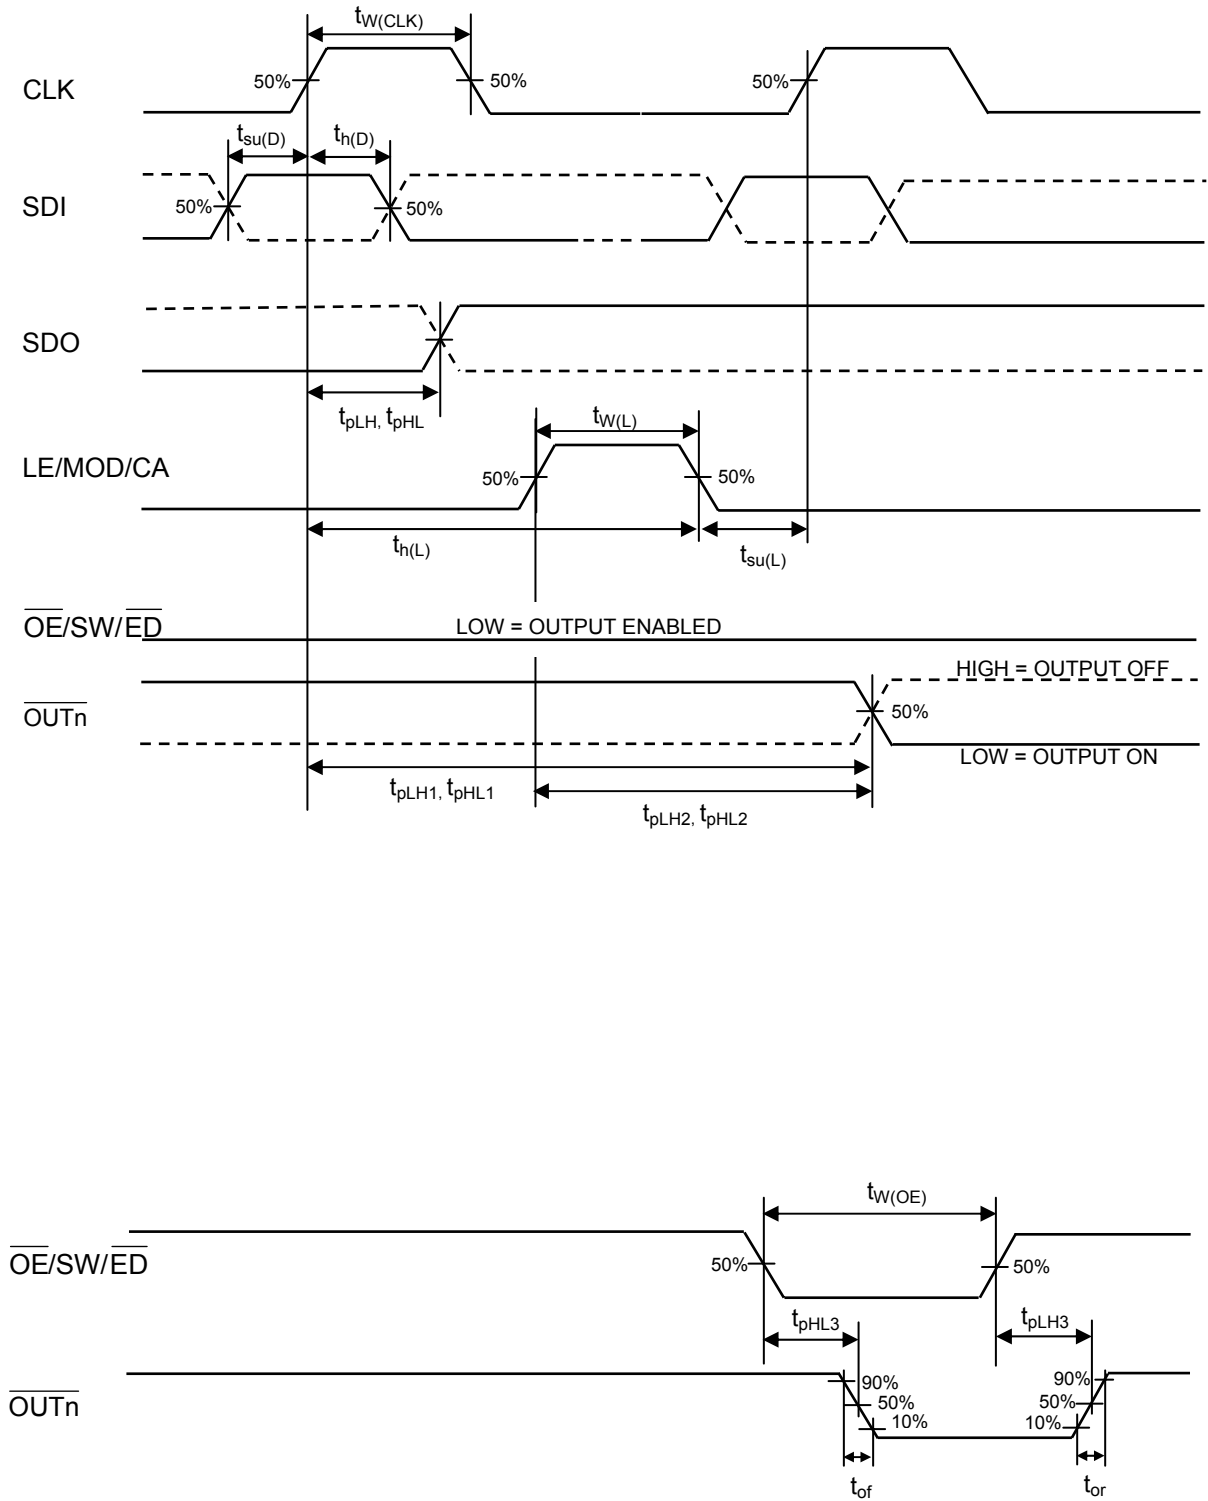 tW(CLK)
CLK
50%
50%
50%
tsu(D)
th(D)
SDI
50%
50%
SDO
tpLH, tpHL
tW(L)
LE/MOD/CA
50%
50%
th(L)
tsu(L)
OE/SW/ED
LOW = OUTPUT ENABLED
HIGH = OUTPUT OFF
OUTn
50%
LOW = OUTPUT ON
tpLH1, tpHL1
tpLH2, tpHL2
tW(OE)
OE/SW/ED
50%
50%
tpHL3
tpLH3
OUTn
90%
50%
10%
90%
50%
10%
tof
tor